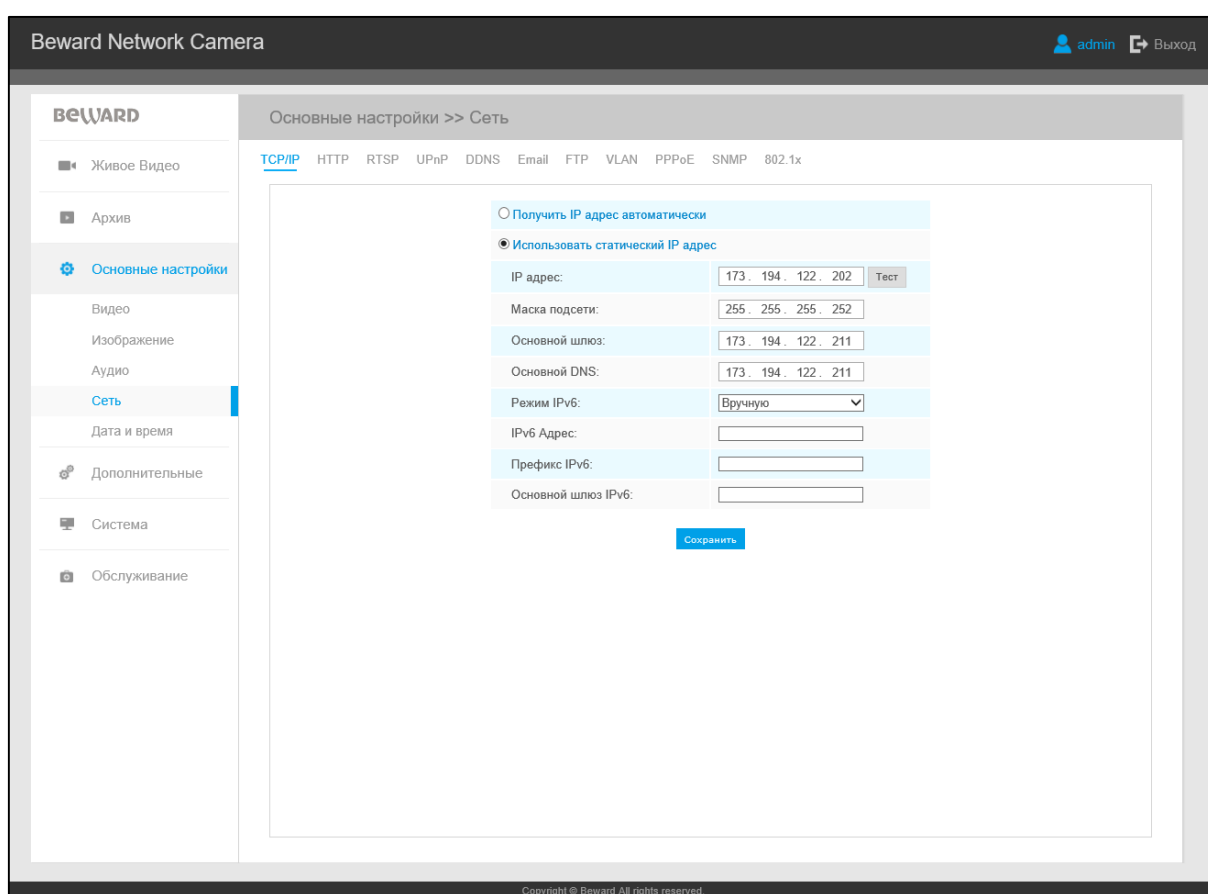 Beward Network Camera
admin Выход
BEWARD
Основные настройки >> Сеть
Живое Видео
Архив
Основные настройки
Видео
Изображение
Аудио
Сеть
Дата и время
Дополнительные
Система
Обслуживание
TCP/IP HTTP RTSP UPnP DDNS Email FTP VLAN PPPoE SNMP 802.1x
Получить IP адрес автоматически
Использовать статический IP адрес
IP адрес: 173. 194. 122. 202 Тест
Маска подсети: 255. 255. 255. 252
Основной шлюз: 173. 194. 122. 211
Основной DNS: 173. 194. 122. 211
Режим IPv6: Вручную
IPv6 Адрес:
Префикс IPv6:
Основной шлюз IPv6:
Сохранить
Copyright © Beward All rights reserved.